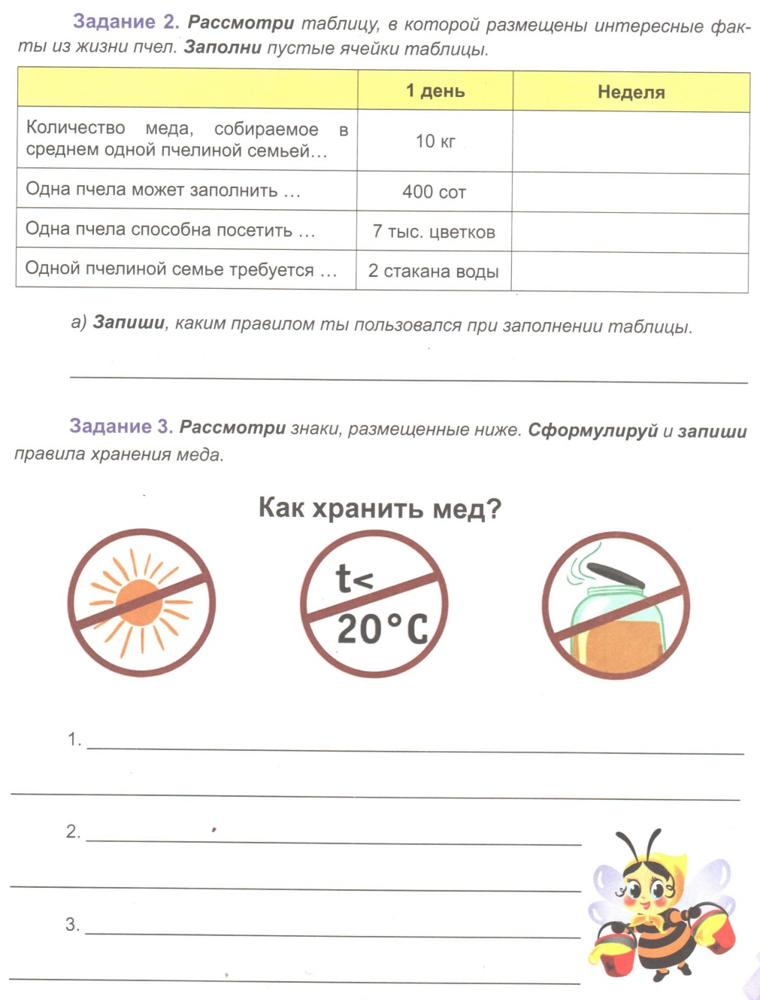 Задание 2. Рассмотри таблицу, в которой размещены интересные фак-
ты из жизни пчел. Заполни пустые ячейки таблицы.
1 день Неделя
Количество меда, собираемое в
среднем одной пчелиной семьей... 10 кг
Одна пчела может заполнить ... 400 сот
Одна пчела способна посетить ... 7 тыс. цветков
Одной пчелиной семье требуется ... 2 стакана воды
а) Запиши, каким правилом ты пользовался при заполнении таблицы.
Задание 3. Рассмотри знаки, размещенные ниже. Сформулируй и запиши
правила хранения меда.
Как хранить мед?
t<
20°C
1.
2.
3.